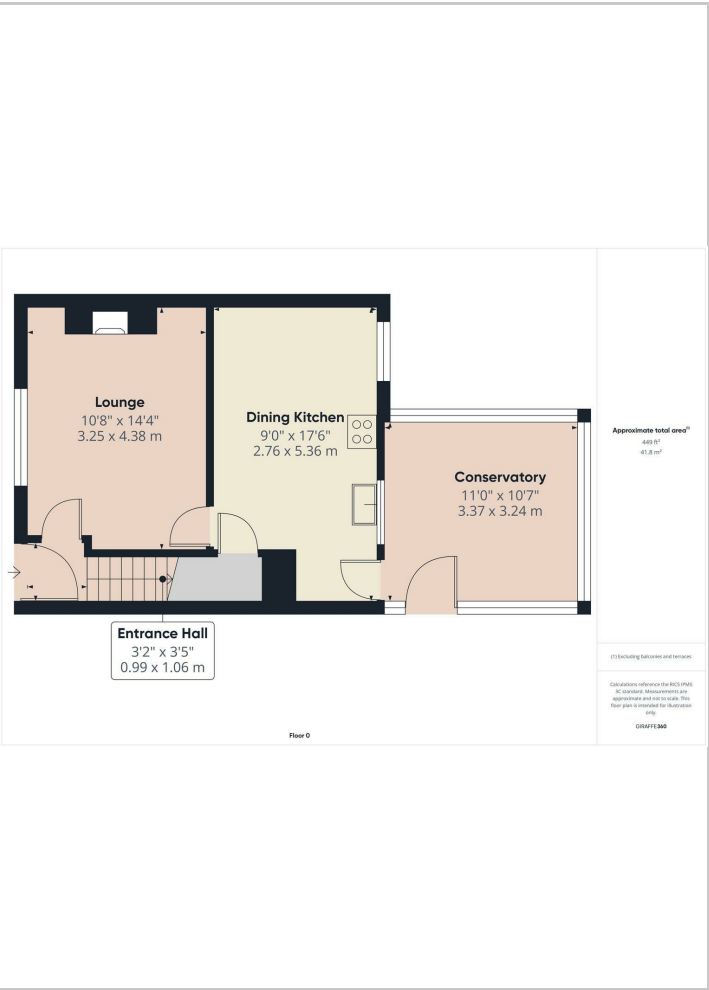 Lounge
10'8" x 14'4"
3.25 x 4.38 m
Dining Kitchen
9'0" x 17'6"
2.76 x 5.36 m
Conservatory
11'0" x 10'7"
3.37 x 3.24 m
Entrance Hall
3'2" x 3'5"
0.99 x 1.06 m
Floor 0
Approximate total area⁽¹⁾
449 ft²
41.8 m²
(1) Excluding balconies and terraces
Calculations reference the RICS IPMS
3C standard. Measurements are
approximate and not to scale. This
floor plan is intended for illustration
only.
GIRAFFE360